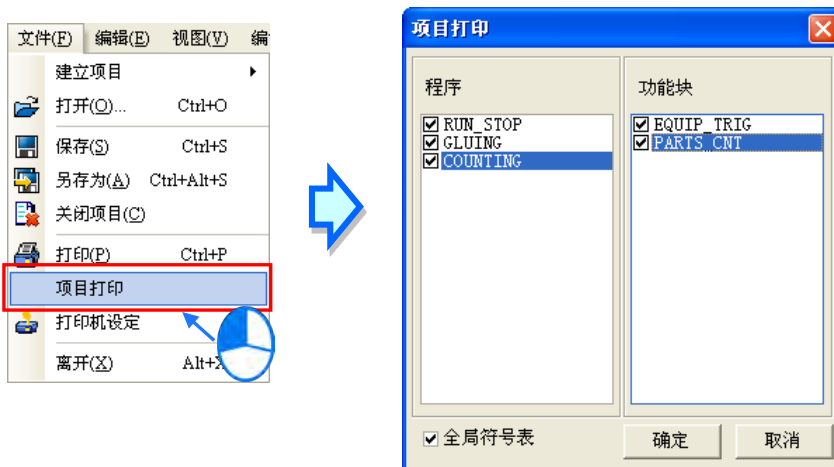 文件(F) 编辑(E) 视图(V) 编
建立项目
打开(O)... Ctrl+O
保存(S) Ctrl+S
另存为(A) Ctrl+Alt+S
关闭项目(C)
打印(P) Ctrl+P
项目打印
打印机设定
离开(X) Alt+X
项目打印
程序
RUN_STOP
GLUING
COUNTING
功能块
EQUIP_TRIG
PARTS_CNT
全局符号表
确定
取消